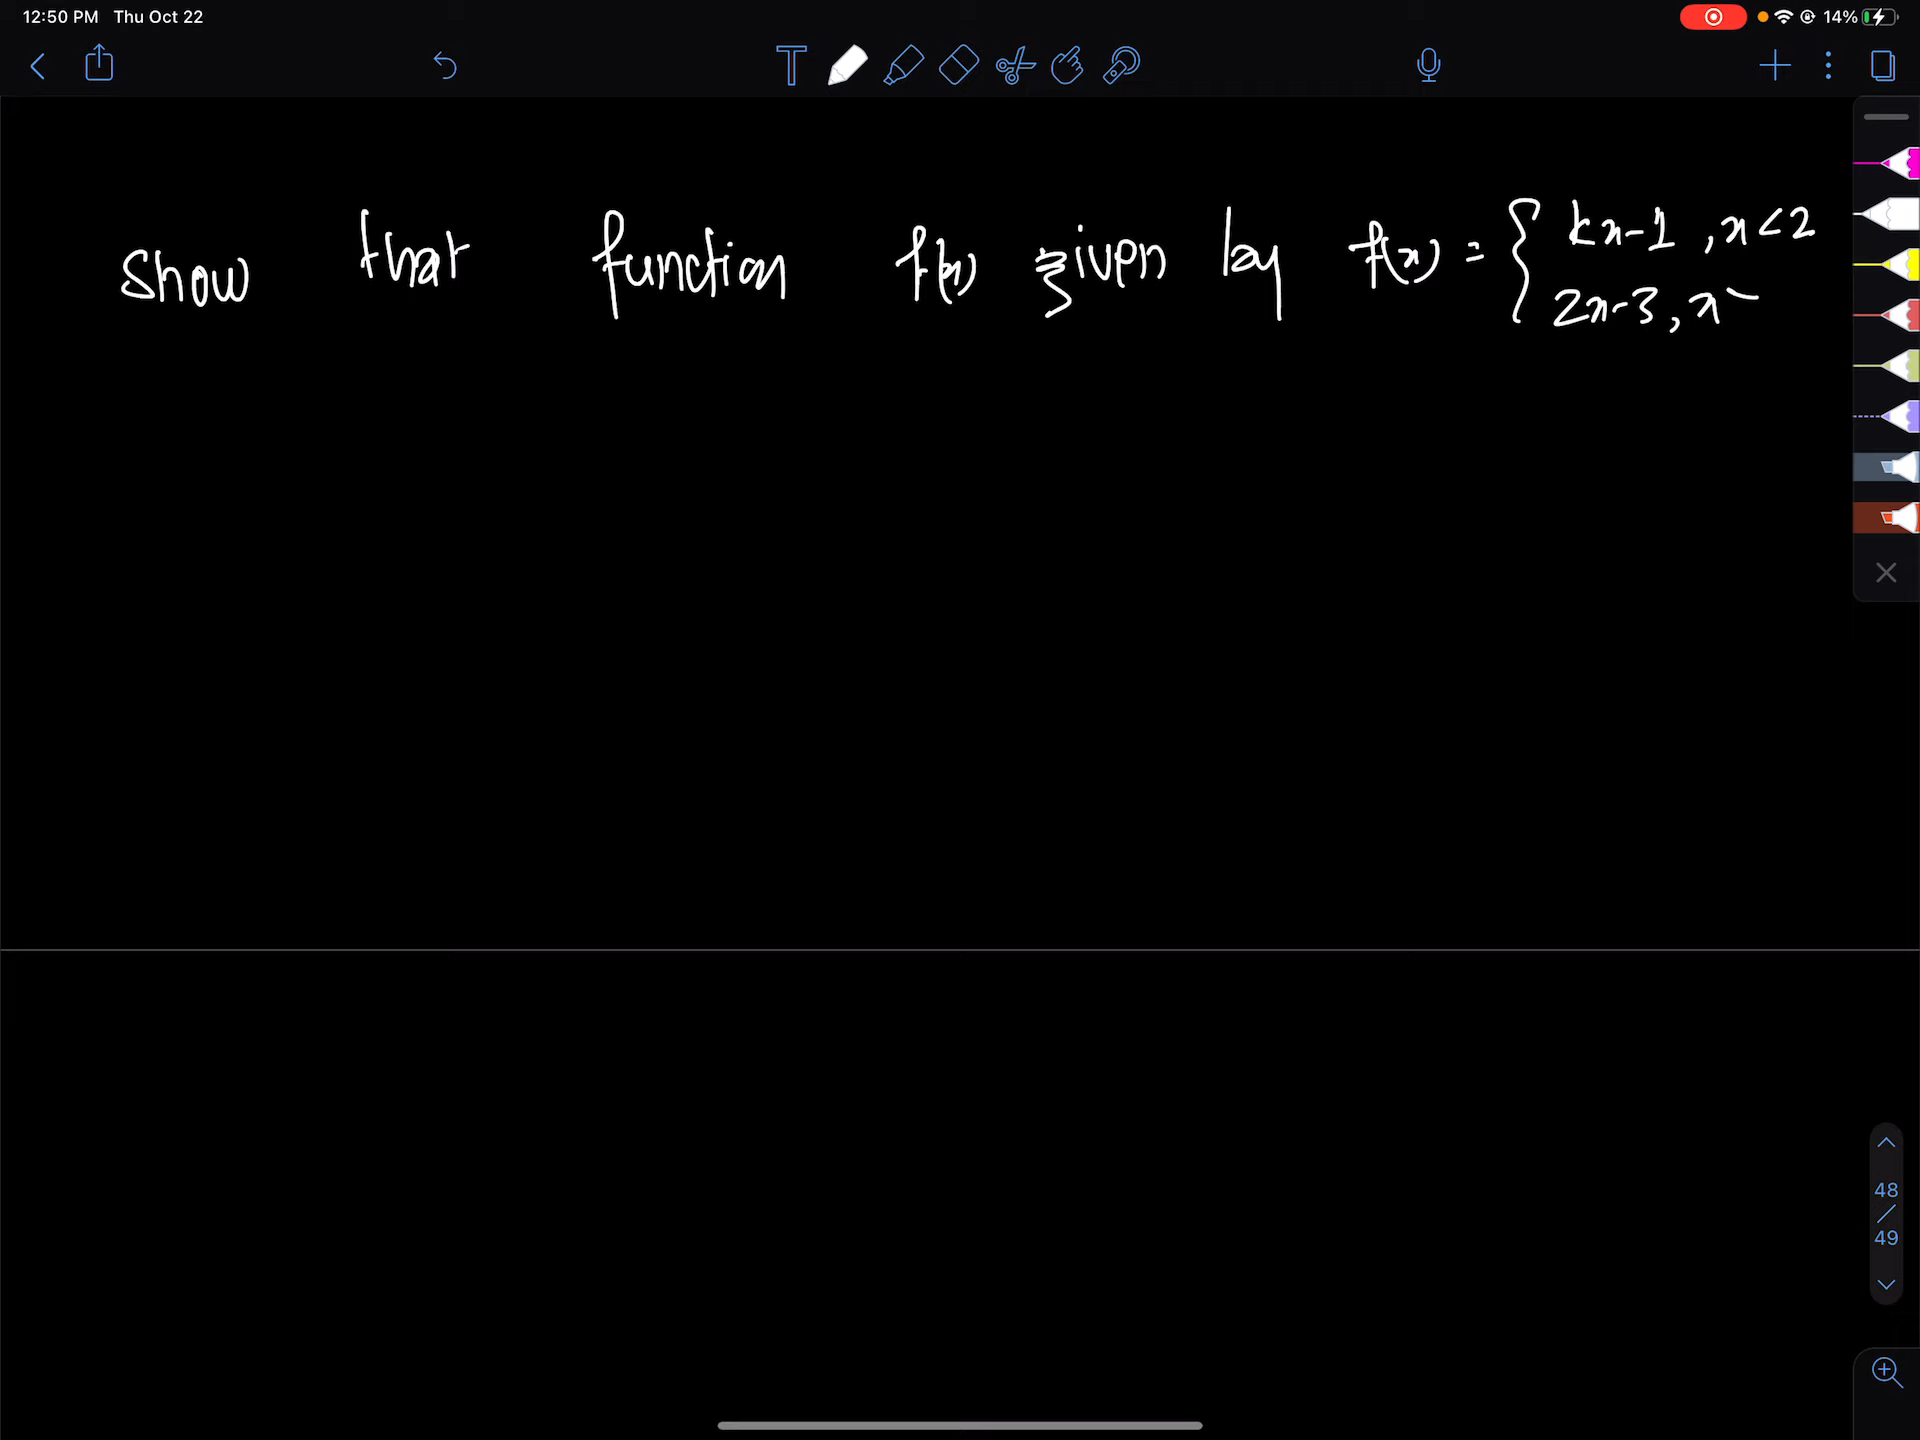 12:50 PM Thu Oct 22 14%
Show that function f(x) given by f(x) = { kx-1 , x<2
2x-3, x
48
/
49